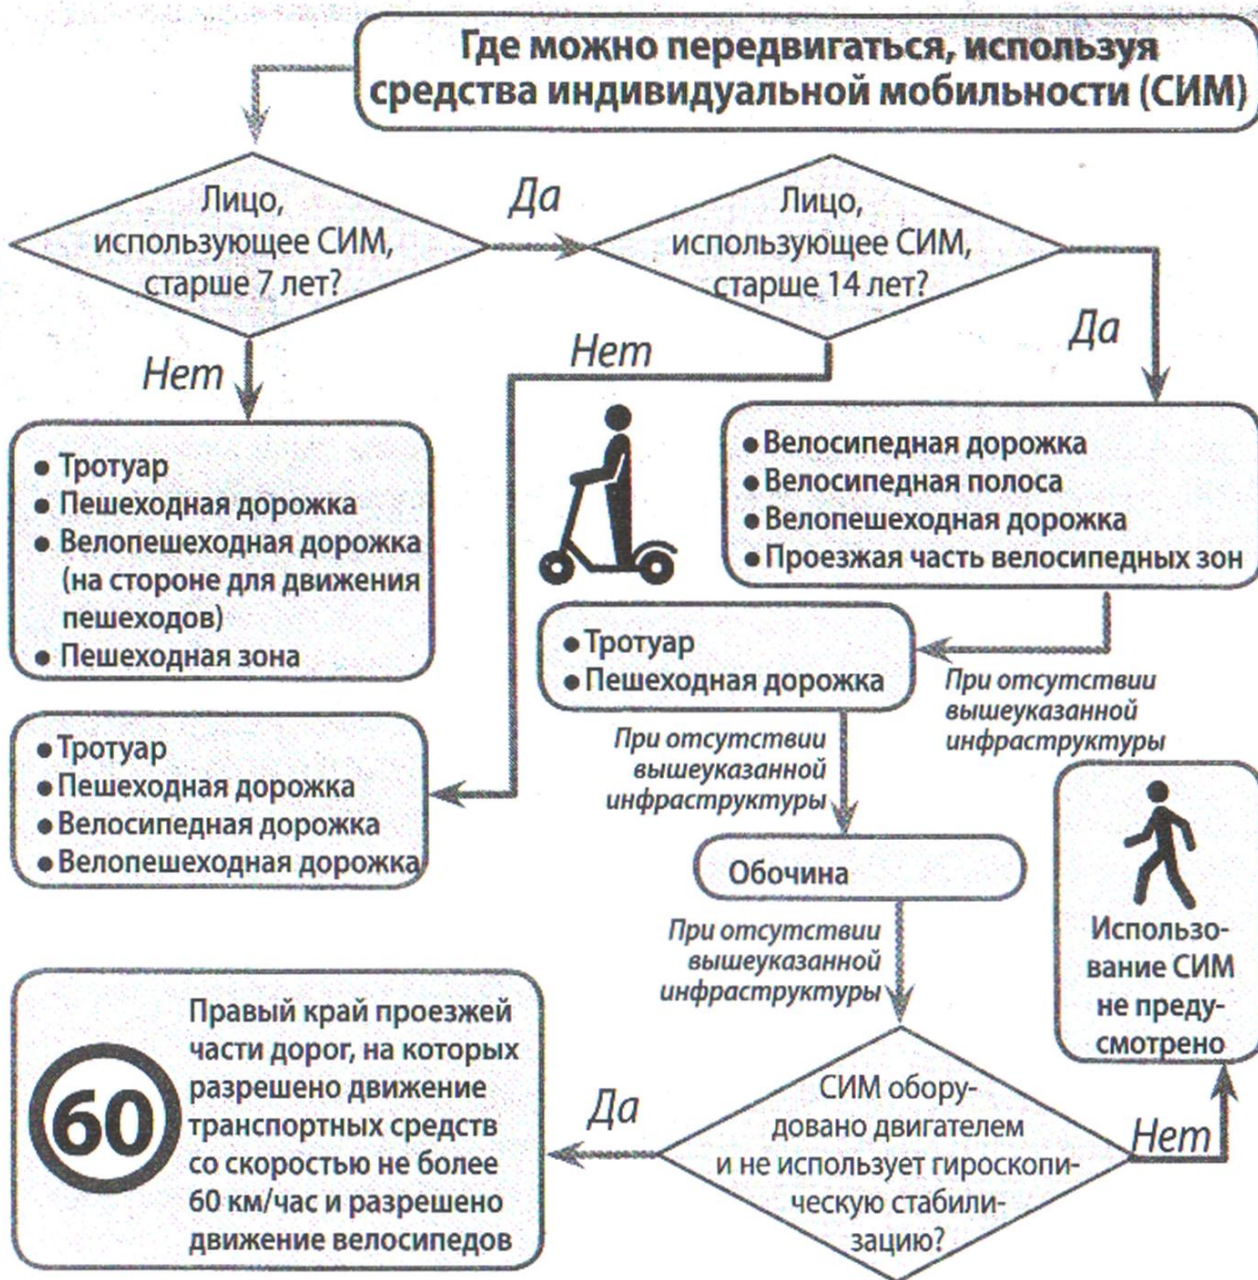 Где можно передвигаться, используя
средства индивидуальной мобильности (СИМ)
Лицо,
использующее СИМ,
старше 7 лет?
Да
Лицо,
использующее СИМ,
старше 14 лет?
Да
Нет
Нет
• Тротуар
• Пешеходная дорожка
• Велопешеходная дорожка
(на стороне для движения
пешеходов)
• Пешеходная зона
• Велосипедная дорожка
• Велосипедная полоса
• Велопешеходная дорожка
• Проезжая часть велосипедных зон
• Тротуар
• Пешеходная дорожка
При отсутствии
вышеуказанной
инфраструктуры
• Тротуар
• Пешеходная дорожка
• Велосипедная дорожка
• Велопешеходная дорожка
При отсутствии
вышеуказанной
инфраструктуры
Обочина
При отсутствии
вышеуказанной
инфраструктуры
Использо-
вание СИМ
не преду-
смотрено
СИМ обору-
довано двигателем
и не использует гироскопи-
ческую стабили-
зацию?
Да
Нет
60
Правый край проезжей
части дорог, на которых
разрешено движение
транспортных средств
со скоростью не более
60 км/час и разрешено
движение велосипедов